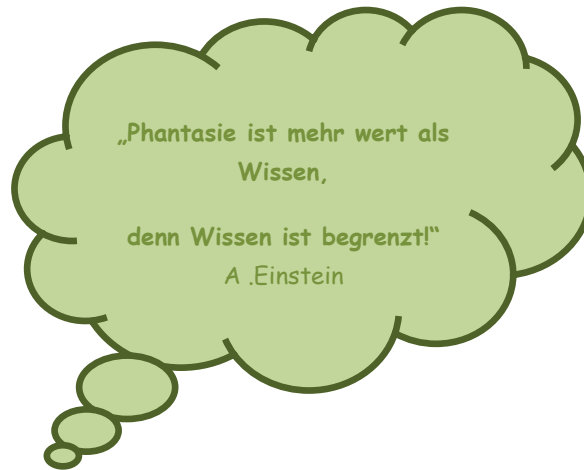 „Phantasie ist mehr wert als
Wissen,
denn Wissen ist begrenzt!“
A .Einstein